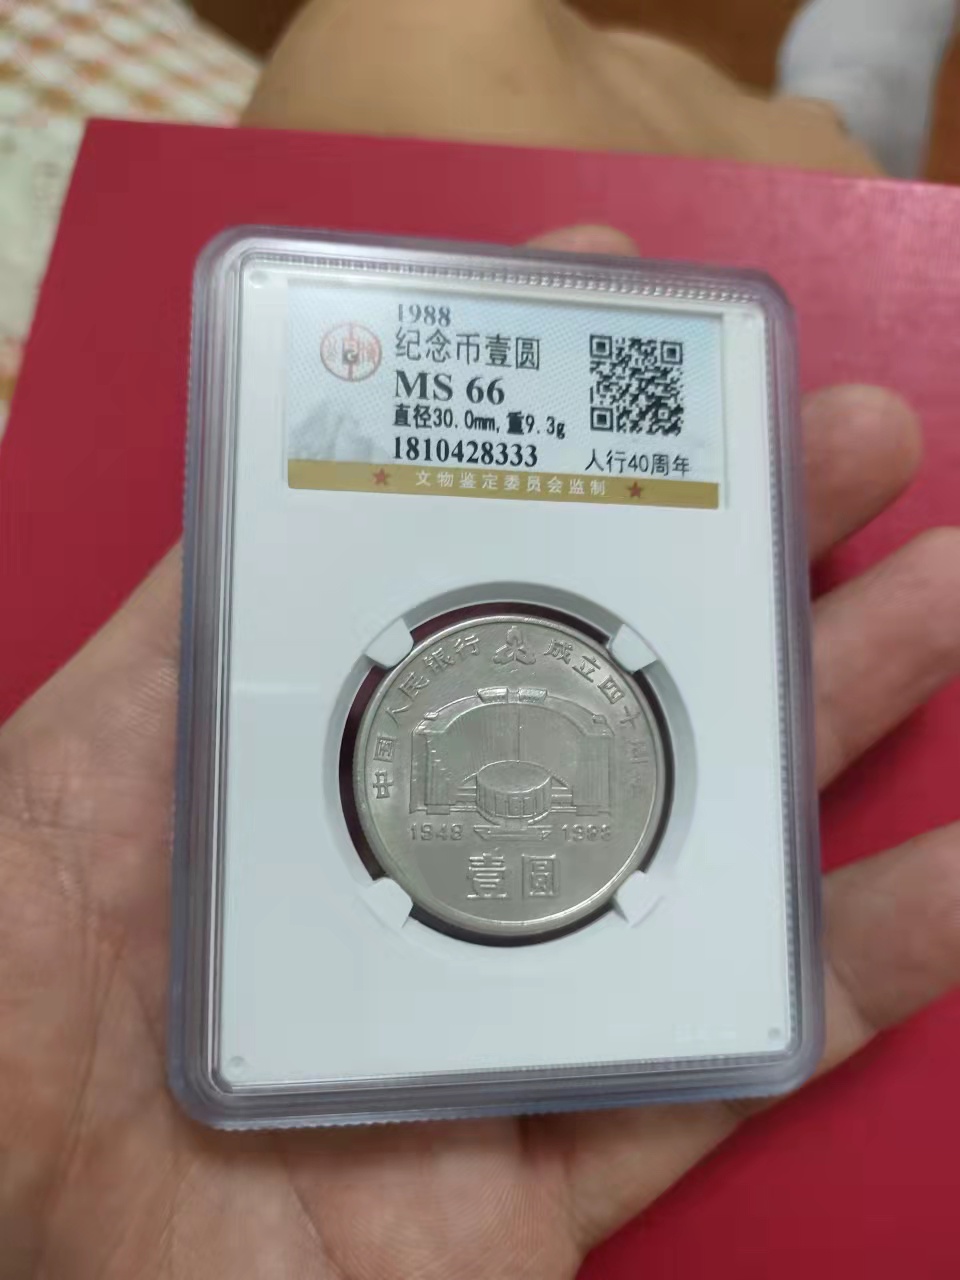 1988
纪念币壹圆
MS 66
直径30.0mm,重9.3g
1810428333
人行40周年
文物鉴定委员会监制
中国人民银行 成立四十周年
1948 1988
壹圆